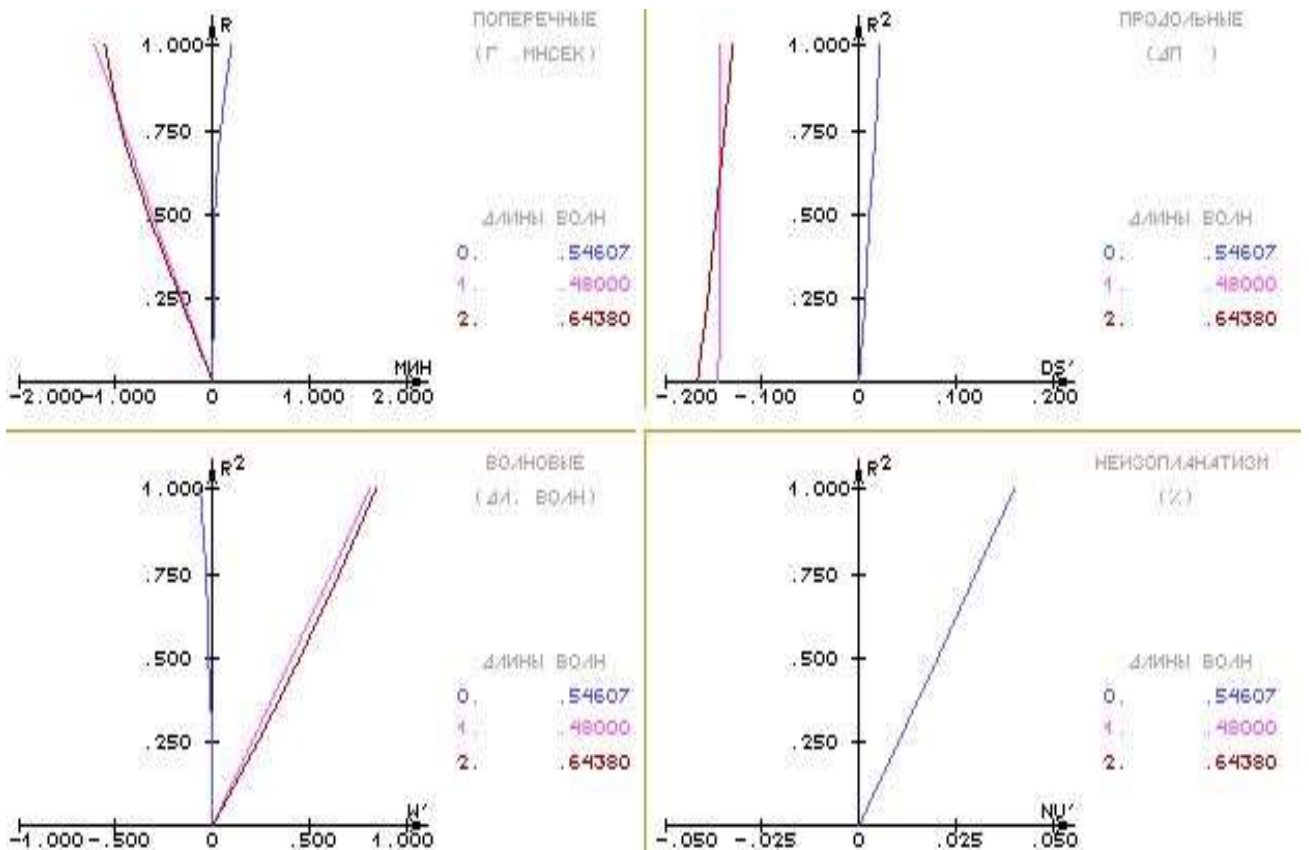 R
ПОПЕРЕЧНЫЕ
(Г .МНСЕК)
1.000
.750
.500
.250
ДЛИНЫ ВОЛН
0. .54607
1. .48000
2. .64380
МИН
-2.000 -1.000 0 1.000 2.000
R²
ПРОДОЛЬНЫЕ
(ДП )
1.000
.750
.500
.250
ДЛИНЫ ВОЛН
0. .54607
1. .48000
2. .64380
DS'
-.200 -.100 0 .100 .200
R²
ВОЛНОВЫЕ
(ДЛ. ВОЛН)
1.000
.750
.500
.250
ДЛИНЫ ВОЛН
0. .54607
1. .48000
2. .64380
W'
-1.000 -.500 0 .500 1.000
R²
НЕИЗОПЛАНАТИЗМ
(%)
1.000
.750
.500
.250
ДЛИНЫ ВОЛН
0. .54607
1. .48000
2. .64380
NU'
-.050 -.025 0 .025 .050